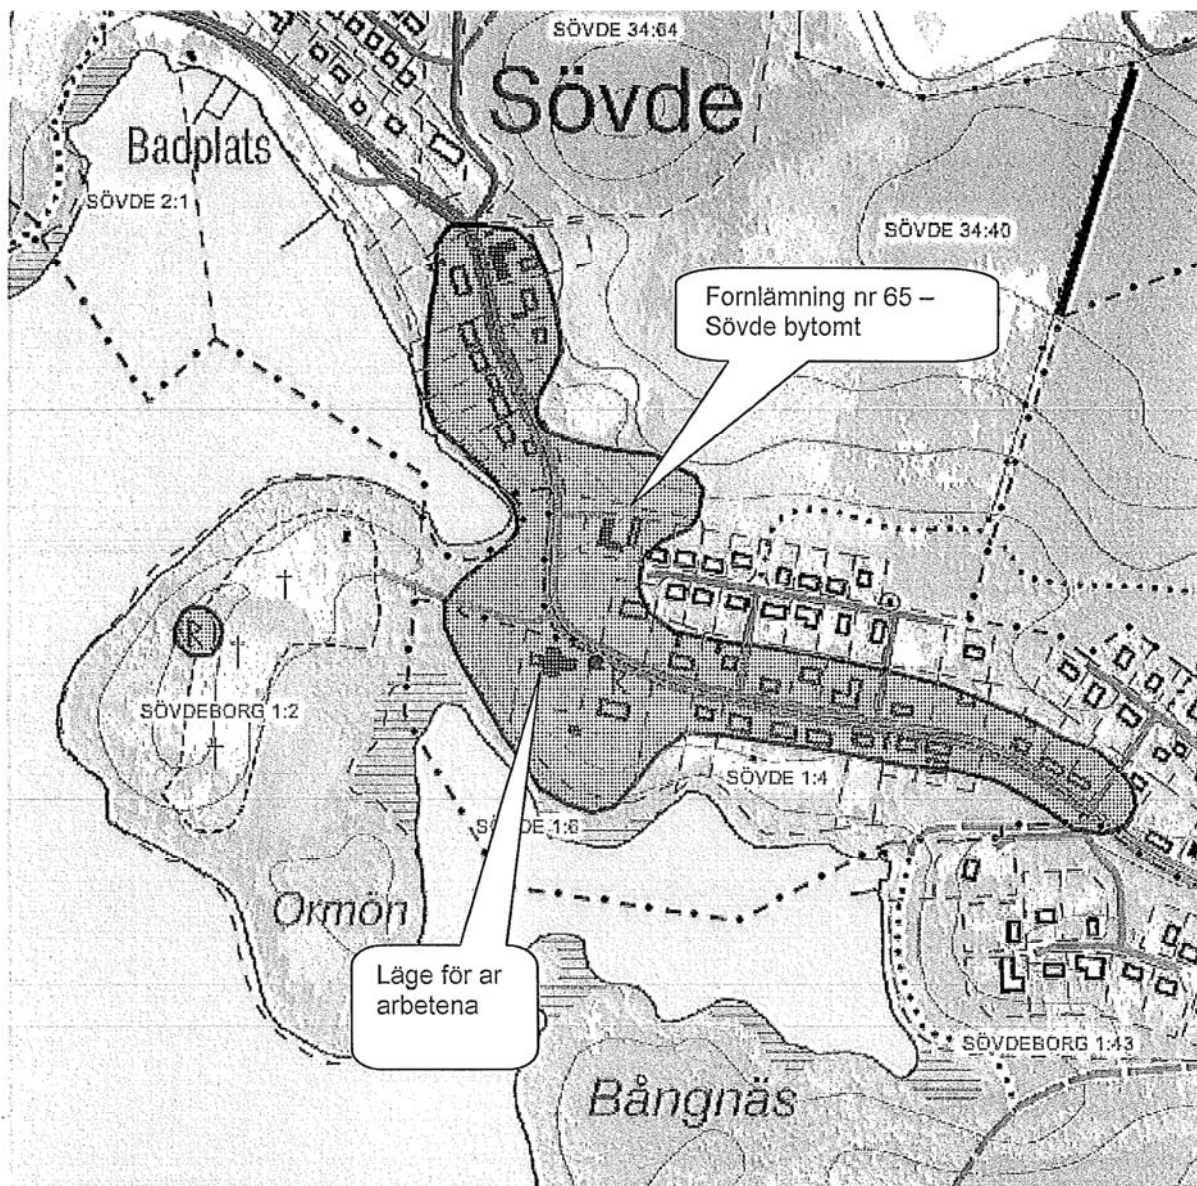 SÖVDE 34:64
Sövde
Badplats
SÖVDE 2:1
SÖVDE 34:40
Fornlämning nr 65 –
Sövde bytomt
R
SÖVDEBORG 1:2
SÖVDE 1:4
SÖVDE 1:6
Ormön
Läge för ar
arbetena
SÖVDEBORG 1:43
Bångnäs